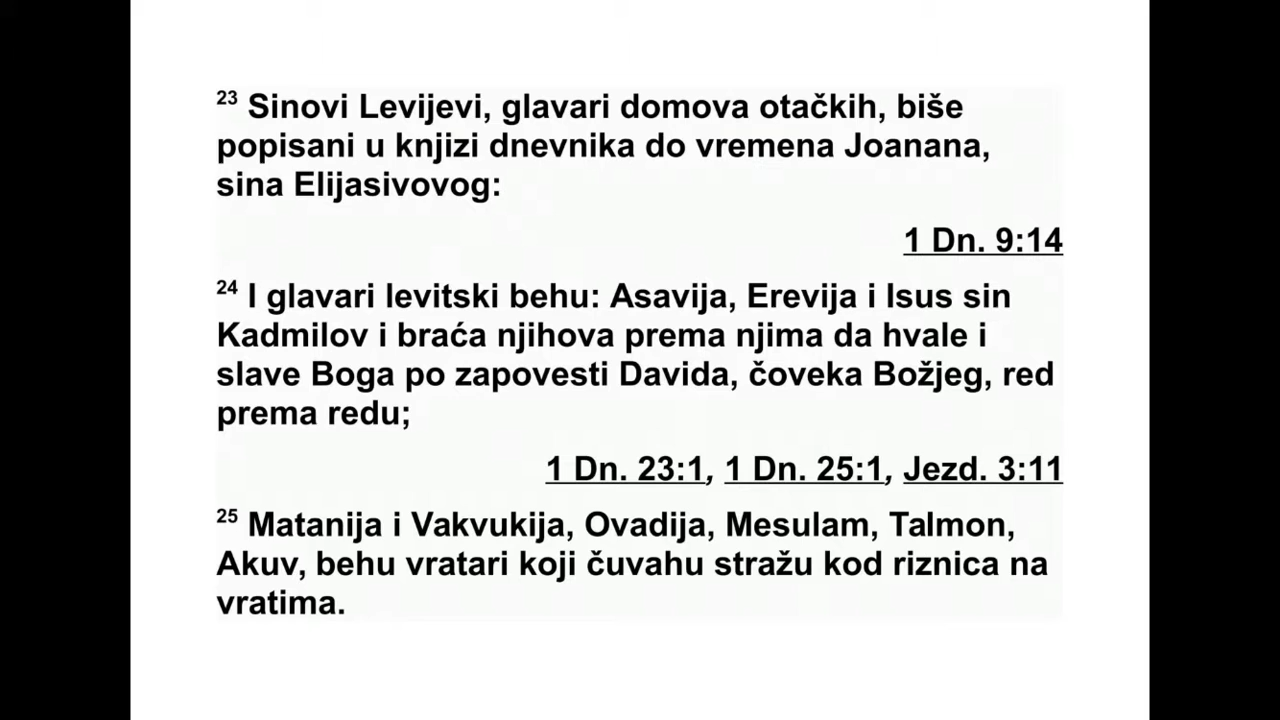 23 Sinovi Levijevi, glavari domova otačkih, biše
popisani u knjizi dnevnika do vremena Joanana,
sina Elijasivovog:
1 Dn. 9:14
24 I glavari levitski behu: Asavija, Erevija i Isus sin
Kadmilov i braća njihova prema njima da hvale i
slave Boga po zapovesti Davida, čoveka Božjeg, red
prema redu;
1 Dn. 23:1, 1 Dn. 25:1, Jezd. 3:11
25 Matanija i Vakvukija, Ovadija, Mesulam, Talmon,
Akuv, behu vratari koji čuvahu stražu kod riznica na
vratima.